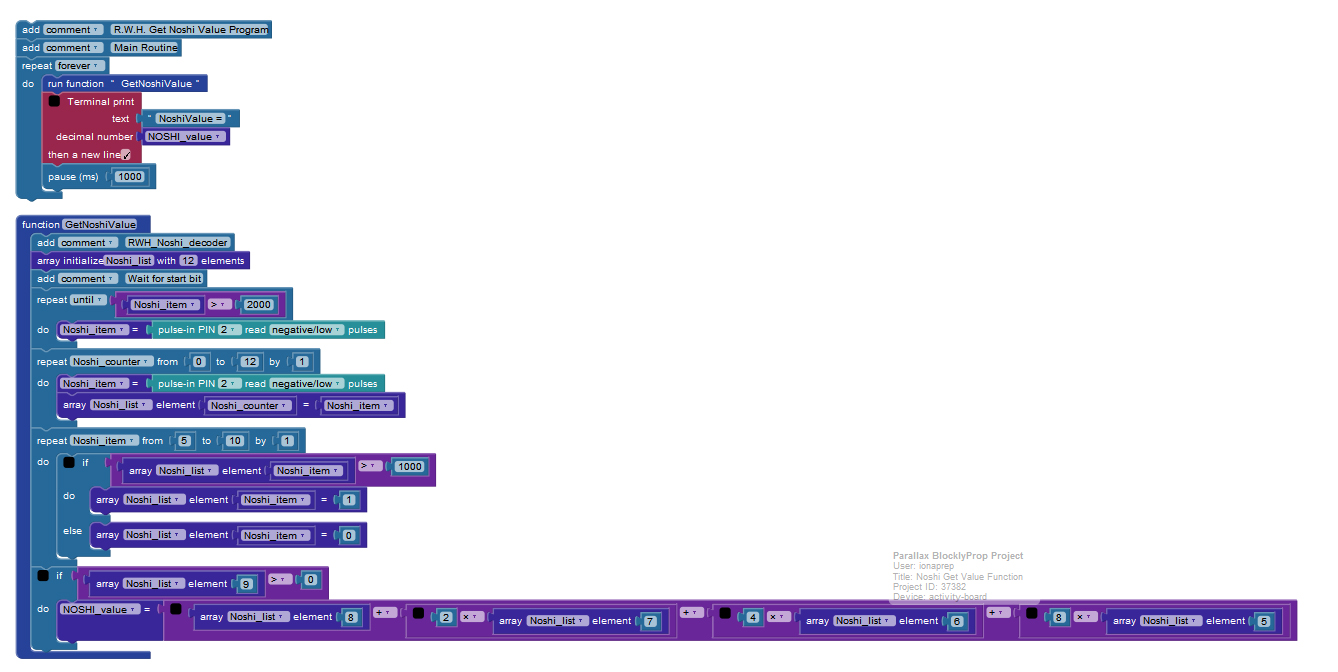 add comment R.W.H. Get Noshi Value Program
add comment Main Routine
repeat forever
do run function " GetNoshiValue "
Terminal print
text " NoshiValue = "
decimal number NOSHI_value
then a new line
pause (ms) 1000
function GetNoshiValue
add comment RWH_Noshi_decoder
array initialize Noshi_list with 12 elements
add comment Wait for start bit
repeat until Noshi_item > 2000
do Noshi_item = pulse-in PIN 2 read negative/low pulses
repeat Noshi_counter from 0 to 12 by 1
do Noshi_item = pulse-in PIN 2 read negative/low pulses
array Noshi_list element Noshi_counter = Noshi_item
repeat Noshi_item from 5 to 10 by 1
do if array Noshi_list element Noshi_item > 1000
do array Noshi_list element Noshi_item = 1
else array Noshi_list element Noshi_item = 0
if array Noshi_list element 9 > 0
do NOSHI_value = array Noshi_list element 8 + 2 × array Noshi_list element 7 + 4 × array Noshi_list element 6 + 8 × array Noshi_list element 5
Parallax BlocklyProp Project
User: ionaprep
Title: Noshi Get Value Function
Project ID: 37382
Device: activity-board